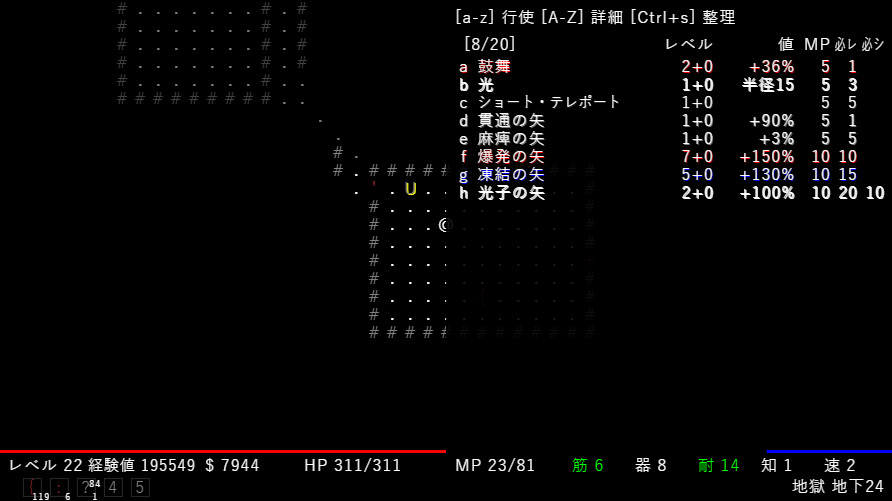 [a-z] 行使 [A-Z] 詳細 [Ctrl+s] 整理
[8/20] レベル 値 MP 必レ 必シ
a 鼓舞 2+0 +36% 5 1
b 光 1+0 半径15 5 3
c ショート・テレポート 1+0 5 5
d 貫通の矢 1+0 +90% 5 1
e 麻痺の矢 1+0 +3% 5 5
f 爆発の矢 7+0 +150% 10 10
g 凍結の矢 5+0 +130% 10 15
h 光子の矢 2+0 +100% 10 20 10
U
@
レベル 22 経験値 195549 $ 7944 HP 311/311 MP 23/81 筋 6 器 8 耐 14 知 1 速 2
{ 119 : 6 ? 84 1 4 5 地獄 地下24